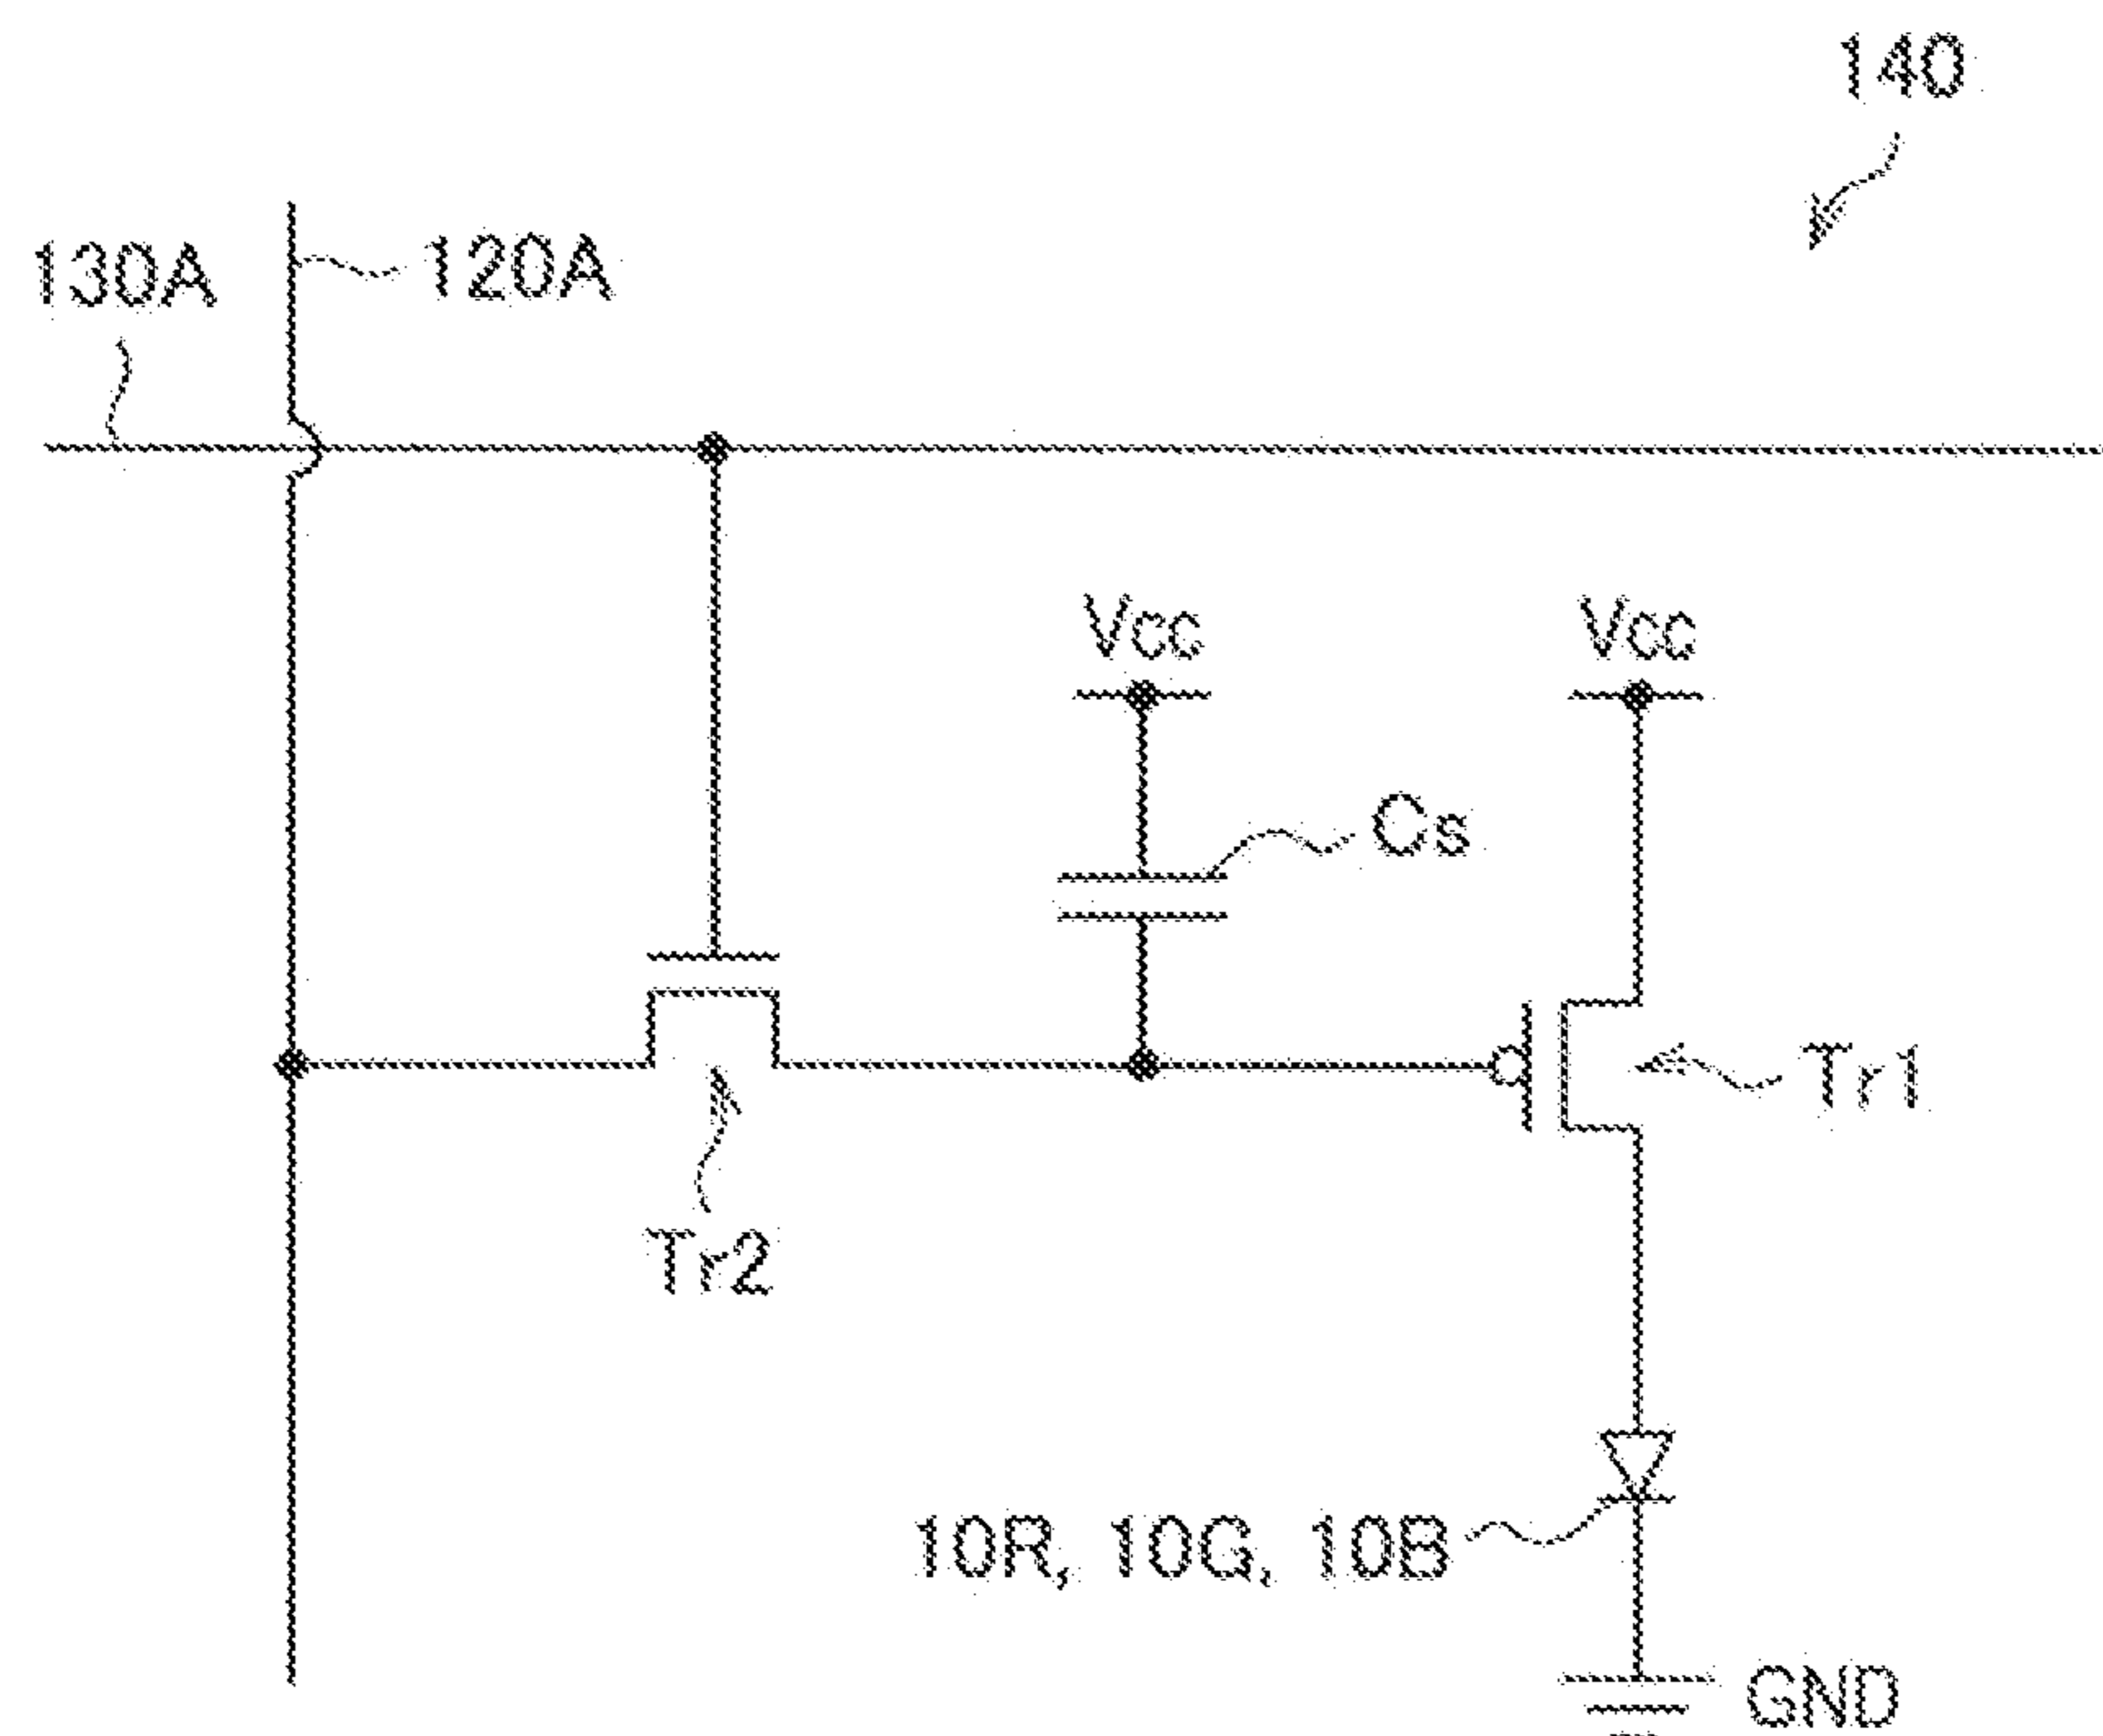 140
130A
120A
Vcc
Vcc
Cs
Tr1
Tr2
10R, 10G, 10B
GND